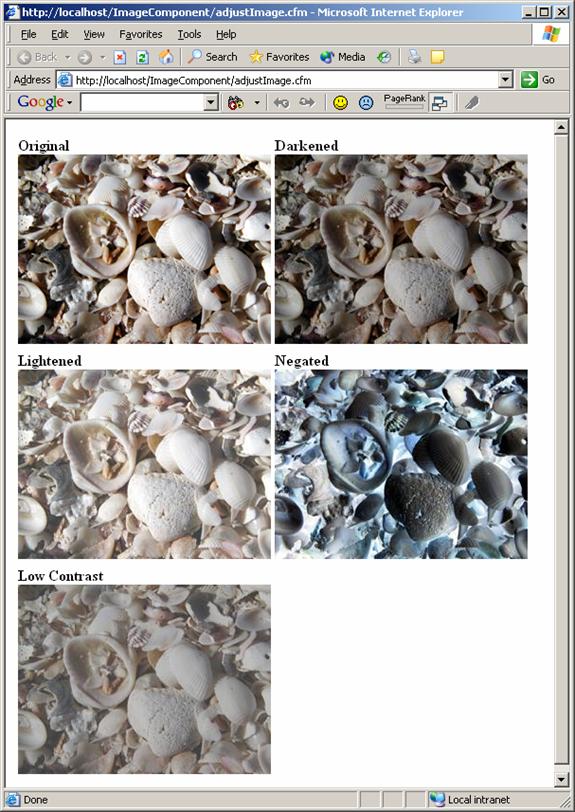 http://localhost/ImageComponent/adjustImage.cfm - Microsoft Internet Explorer
File Edit View Favorites Tools Help
Back Search Favorites Media
Address http://localhost/ImageComponent/adjustImage.cfm Go
Google PageRank
Original Darkened
Lightened Negated
Low Contrast
Done Local intranet